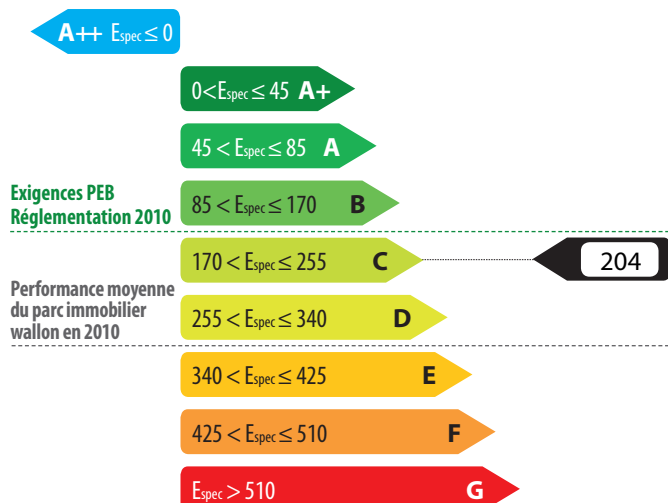 A++ Espec ≤ 0
0<Espec ≤ 45 A+
45 < Espec ≤ 85 A
Exigences PEB
Réglementation 2010
85 < Espec ≤ 170 B
170 < Espec ≤ 255 C
204
Performance moyenne
du parc immobilier
wallon en 2010
255 < Espec ≤ 340 D
340 < Espec ≤ 425 E
425 < Espec ≤ 510 F
Espec > 510 G